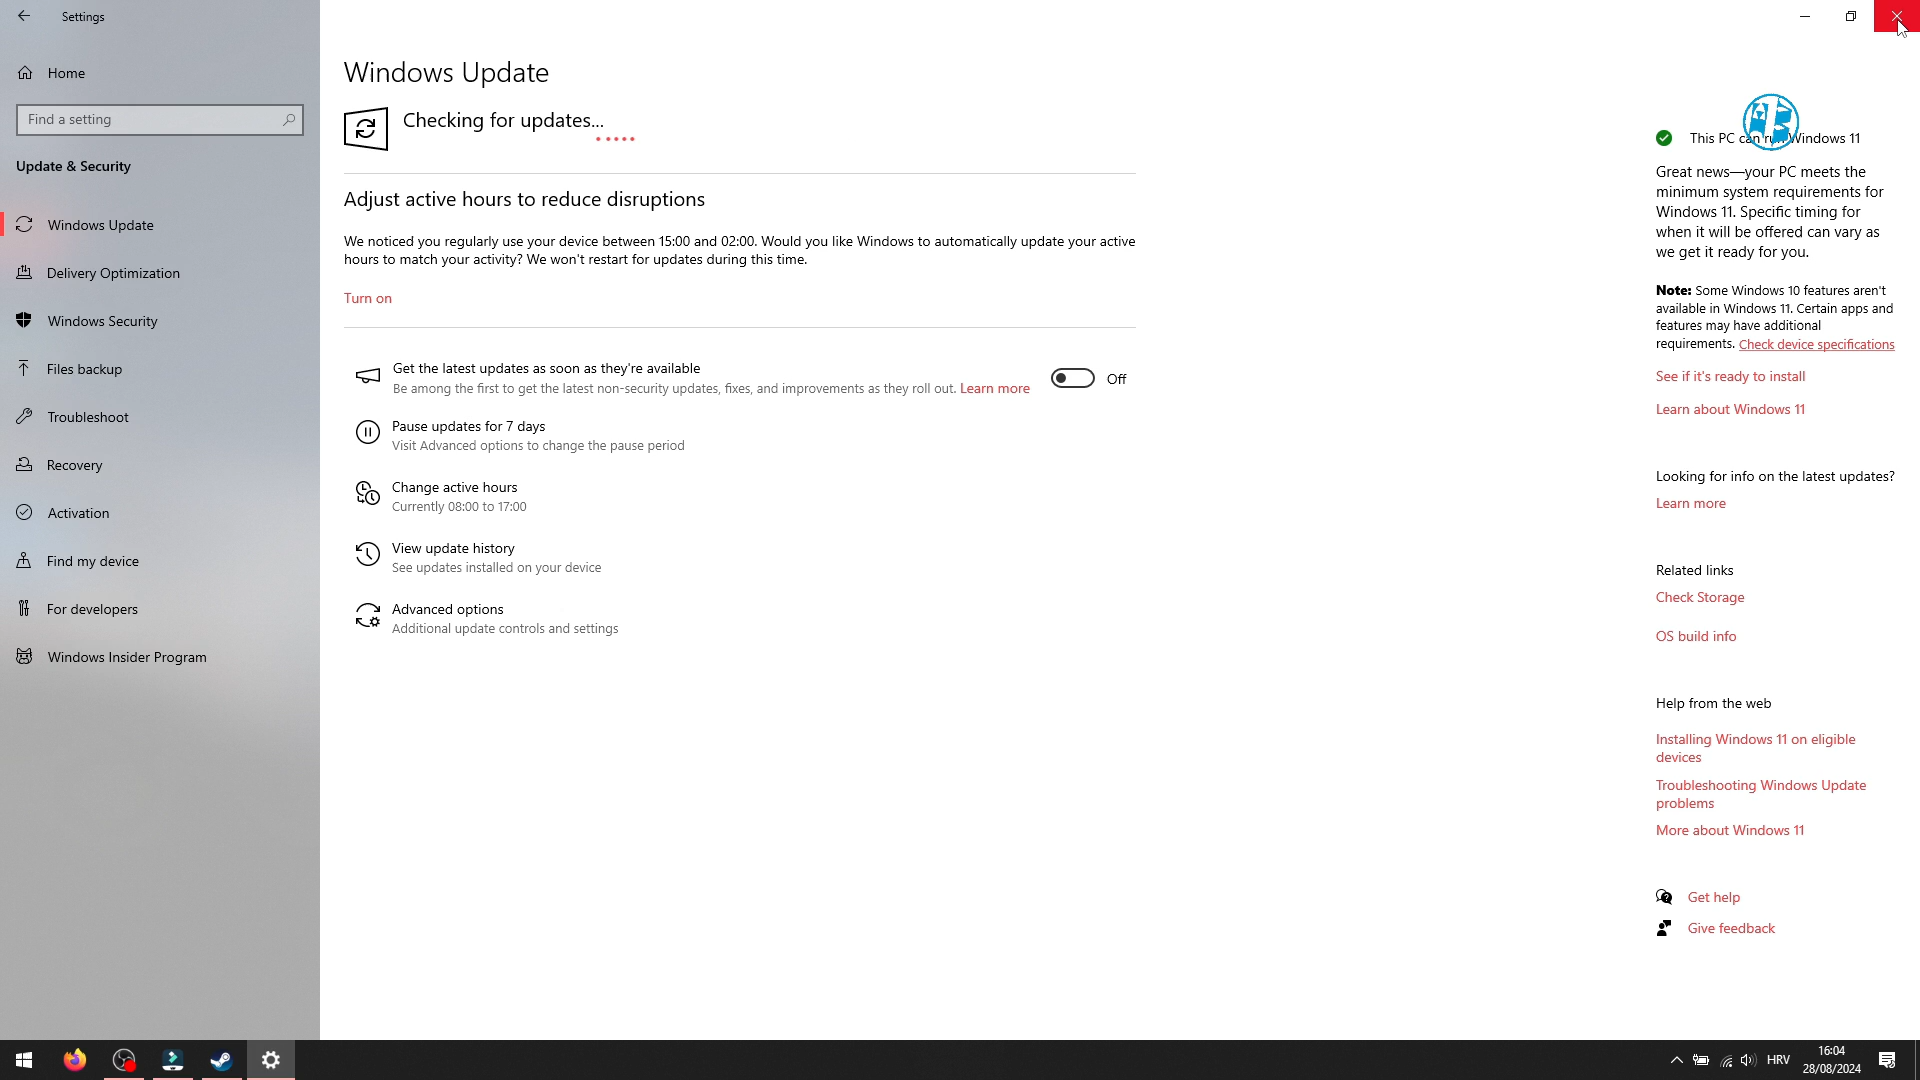 Settings
Home
Find a setting
Update & Security
Windows Update
Delivery Optimization
Windows Security
Files backup
Troubleshoot
Recovery
Activation
Find my device
For developers
Windows Insider Program
Windows Update
Checking for updates...
Adjust active hours to reduce disruptions
We noticed you regularly use your device between 15:00 and 02:00. Would you like Windows to automatically update your active
hours to match your activity? We won't restart for updates during this time.
Turn on
Get the latest updates as soon as they're available
Be among the first to get the latest non-security updates, fixes, and improvements as they roll out. Learn more
Off
Pause updates for 7 days
Visit Advanced options to change the pause period
Change active hours
Currently 08:00 to 17:00
View update history
See updates installed on your device
Advanced options
Additional update controls and settings
This PC can run Windows 11
Great news—your PC meets the
minimum system requirements for
Windows 11. Specific timing for
when it will be offered can vary as
we get it ready for you.
Note: Some Windows 10 features aren't
available in Windows 11. Certain apps and
features may have additional
requirements. Check device specifications
See if it's ready to install
Learn about Windows 11
Looking for info on the latest updates?
Learn more
Related links
Check Storage
OS build info
Help from the web
Installing Windows 11 on eligible
devices
Troubleshooting Windows Update
problems
More about Windows 11
Get help
Give feedback
HRV
16:04
28/08/2024